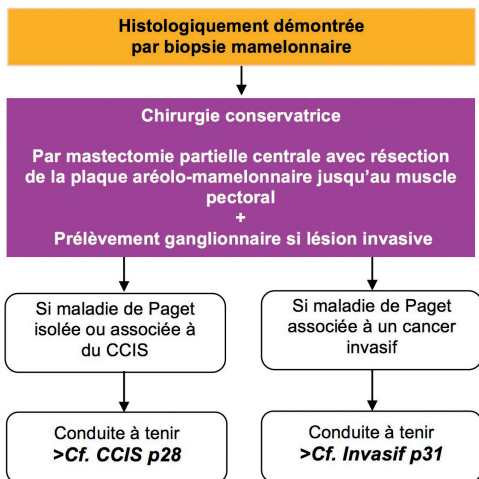 Histologiquement démontrée
par biopsie mamelonnaire
Chirurgie conservatrice
Par mastectomie partielle centrale avec résection
de la plaque aréolo-mamelonnaire jusqu'au muscle
pectoral
+
Prélèvement ganglionnaire si lésion invasive
Si maladie de Paget
isolée ou associée à
du CCIS
Si maladie de Paget
associée à un cancer
invasif
Conduite à tenir
>Cf. CCIS p28
Conduite à tenir
>Cf. Invasif p31